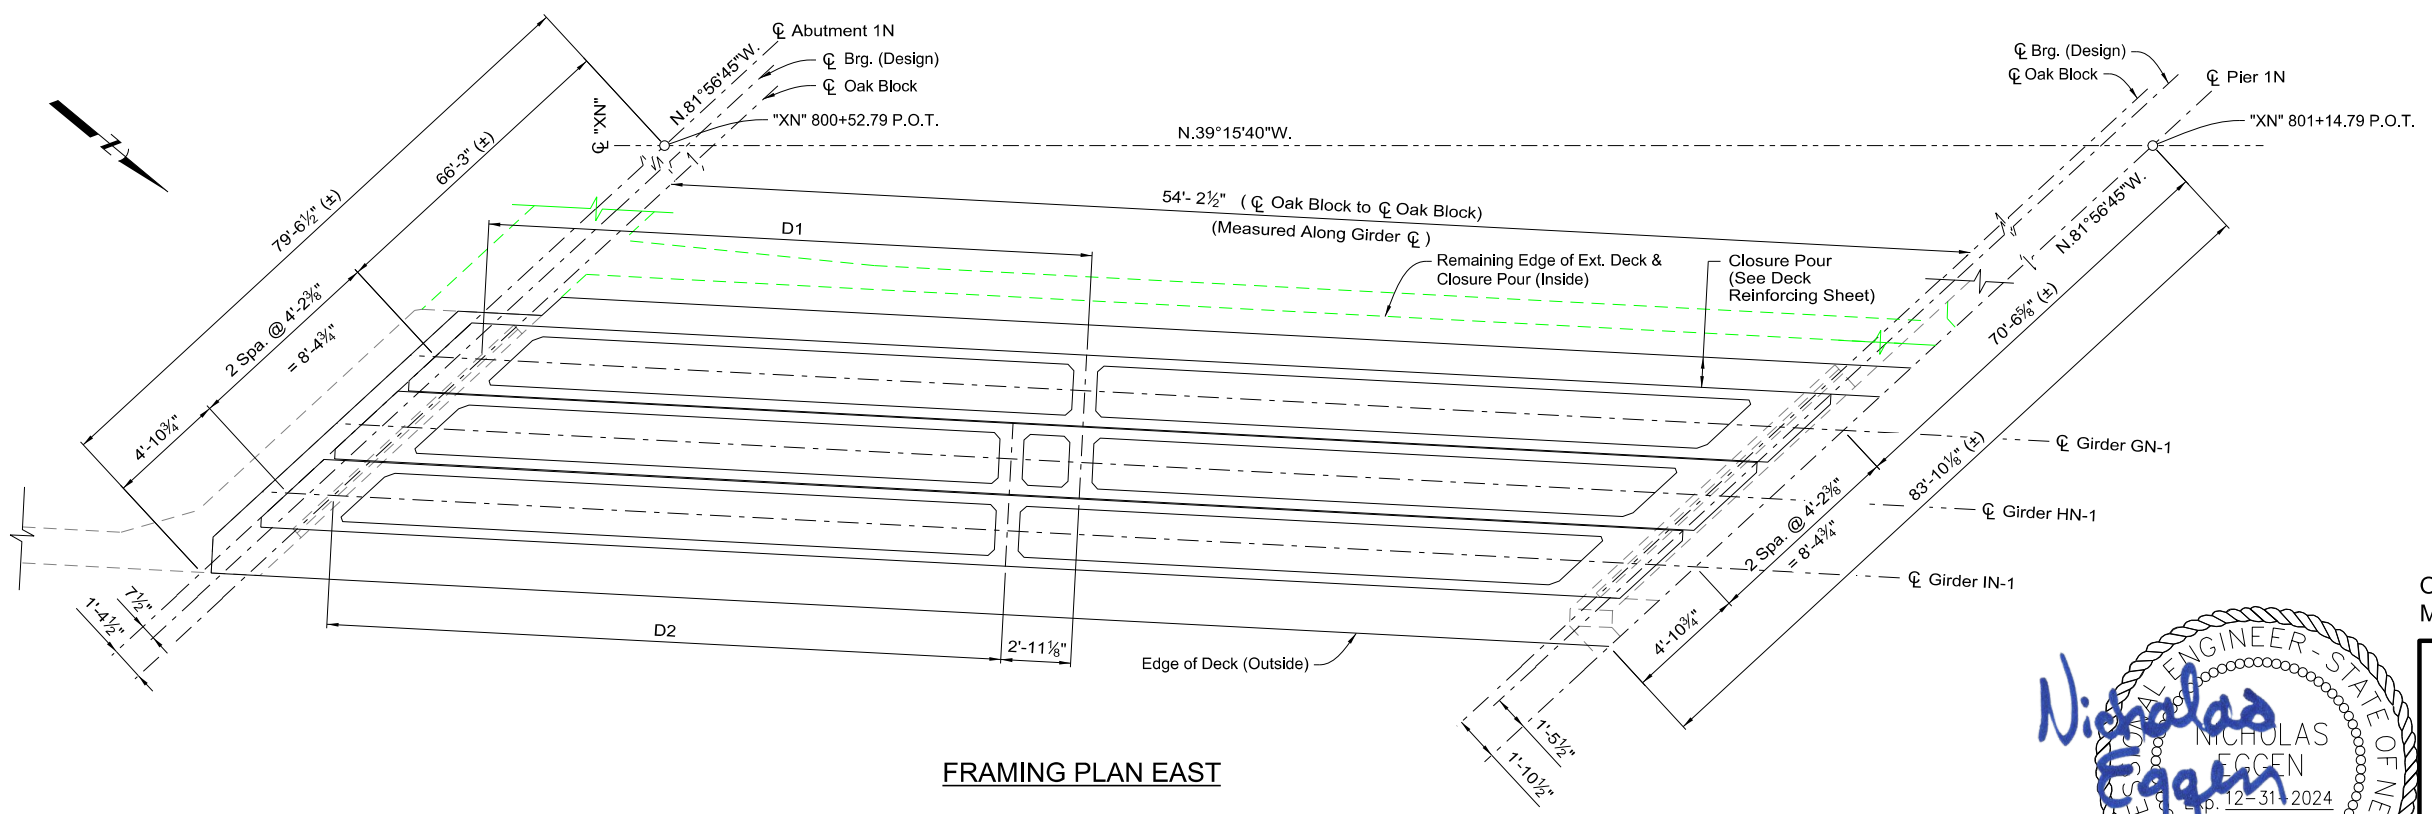 ℄ Abutment 1N
℄ Brg. (Design)
℄ Oak Block
N.81°56'45"W.
℄ "XN"
"XN" 800+52.79 P.O.T.
N.39°15'40"W.
℄ Brg. (Design)
℄ Oak Block
℄ Pier 1N
"XN" 801+14.79 P.O.T.
N.81°56'45"W.
N
79'-6½" (±)
66'-3" (±)
2 Spa. @ 4'-2⅜"
= 8'-4¾"
4'-10¾"
54'- 2½" ( ℄ Oak Block to ℄ Oak Block)
(Measured Along Girder ℄ )
D1
Remaining Edge of Ext. Deck &
Closure Pour (Inside)
Closure Pour
(See Deck
Reinforcing Sheet)
70'-6⅝" (±)
83'-10⅛" (±)
℄ Girder GN-1
℄ Girder HN-1
℄ Girder IN-1
2 Spa. @ 4'-2⅜"
= 8'-4¾"
4'-10¾"
7½"
1'-4½"
D2
2'-11⅛"
Edge of Deck (Outside)
1'-5½"
1'-10½"
FRAMING PLAN EAST
ENGINEER-STATE OF NE
NICHOLAS
EGGEN
Exp. 12-31-2024
Nicholas
Eggen